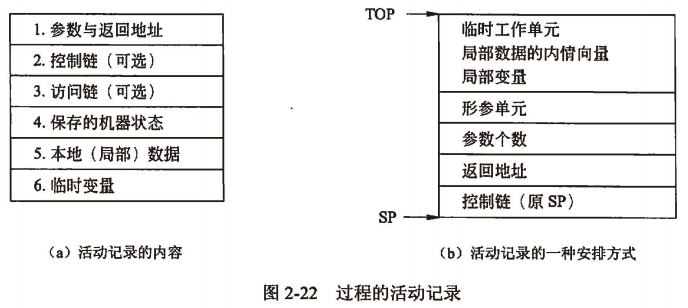 1. 参数与返回地址
2. 控制链（可选）
3. 访问链（可选）
4. 保存的机器状态
5. 本地（局部）数据
6. 临时变量
（a）活动记录的内容
TOP
临时工作单元
局部数据的内情向量
局部变量
形参单元
参数个数
返回地址
控制链（原 SP）
SP
（b）活动记录的一种安排方式
图 2-22 过程的活动记录